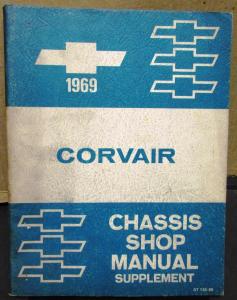 1969
CORVAIR
CHASSIS
SHOP
MANUAL
SUPPLEMENT